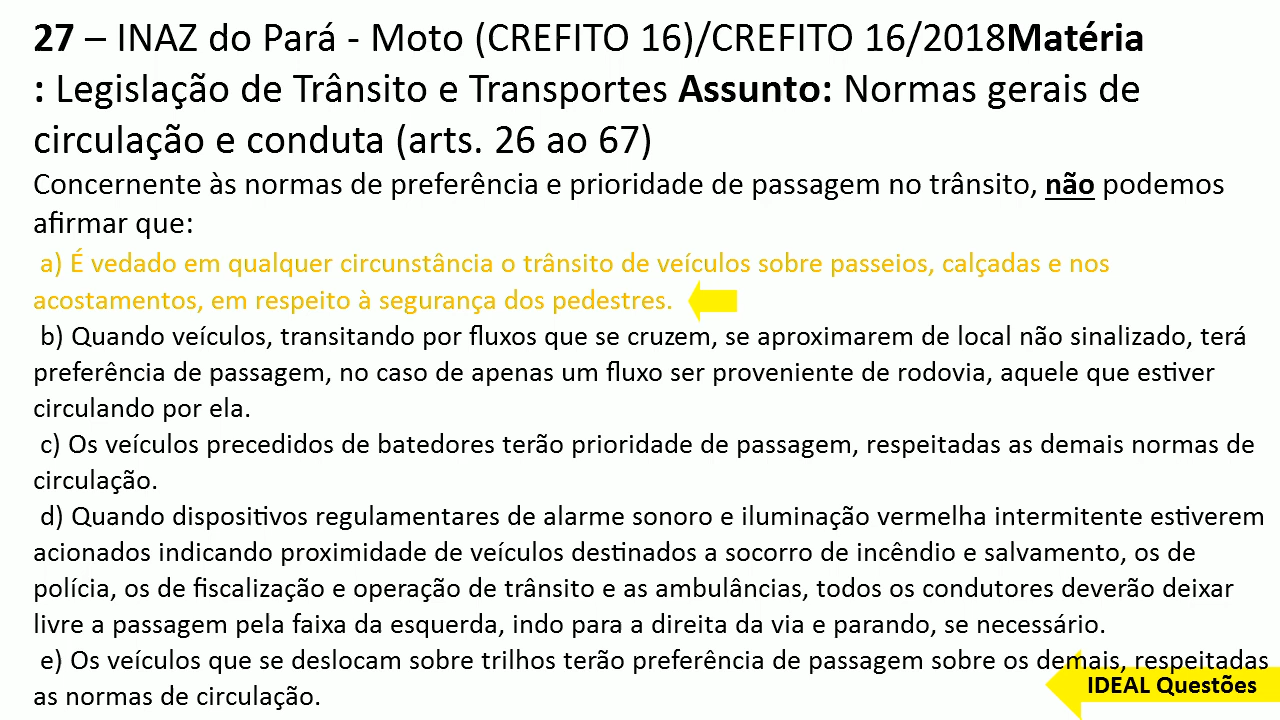 27 – INAZ do Pará - Moto (CREFITO 16)/CREFITO 16/2018Matéria
: Legislação de Trânsito e Transportes Assunto: Normas gerais de
circulação e conduta (arts. 26 ao 67)
Concernente às normas de preferência e prioridade de passagem no trânsito, não podemos
afirmar que:
a) É vedado em qualquer circunstância o trânsito de veículos sobre passeios, calçadas e nos
acostamentos, em respeito à segurança dos pedestres.
b) Quando veículos, transitando por fluxos que se cruzem, se aproximarem de local não sinalizado, terá
preferência de passagem, no caso de apenas um fluxo ser proveniente de rodovia, aquele que estiver
circulando por ela.
c) Os veículos precedidos de batedores terão prioridade de passagem, respeitadas as demais normas de
circulação.
d) Quando dispositivos regulamentares de alarme sonoro e iluminação vermelha intermitente estiverem
acionados indicando proximidade de veículos destinados a socorro de incêndio e salvamento, os de
polícia, os de fiscalização e operação de trânsito e as ambulâncias, todos os condutores deverão deixar
livre a passagem pela faixa da esquerda, indo para a direita da via e parando, se necessário.
e) Os veículos que se deslocam sobre trilhos terão preferência de passagem sobre os demais, respeitadas
as normas de circulação.
IDEAL Questões